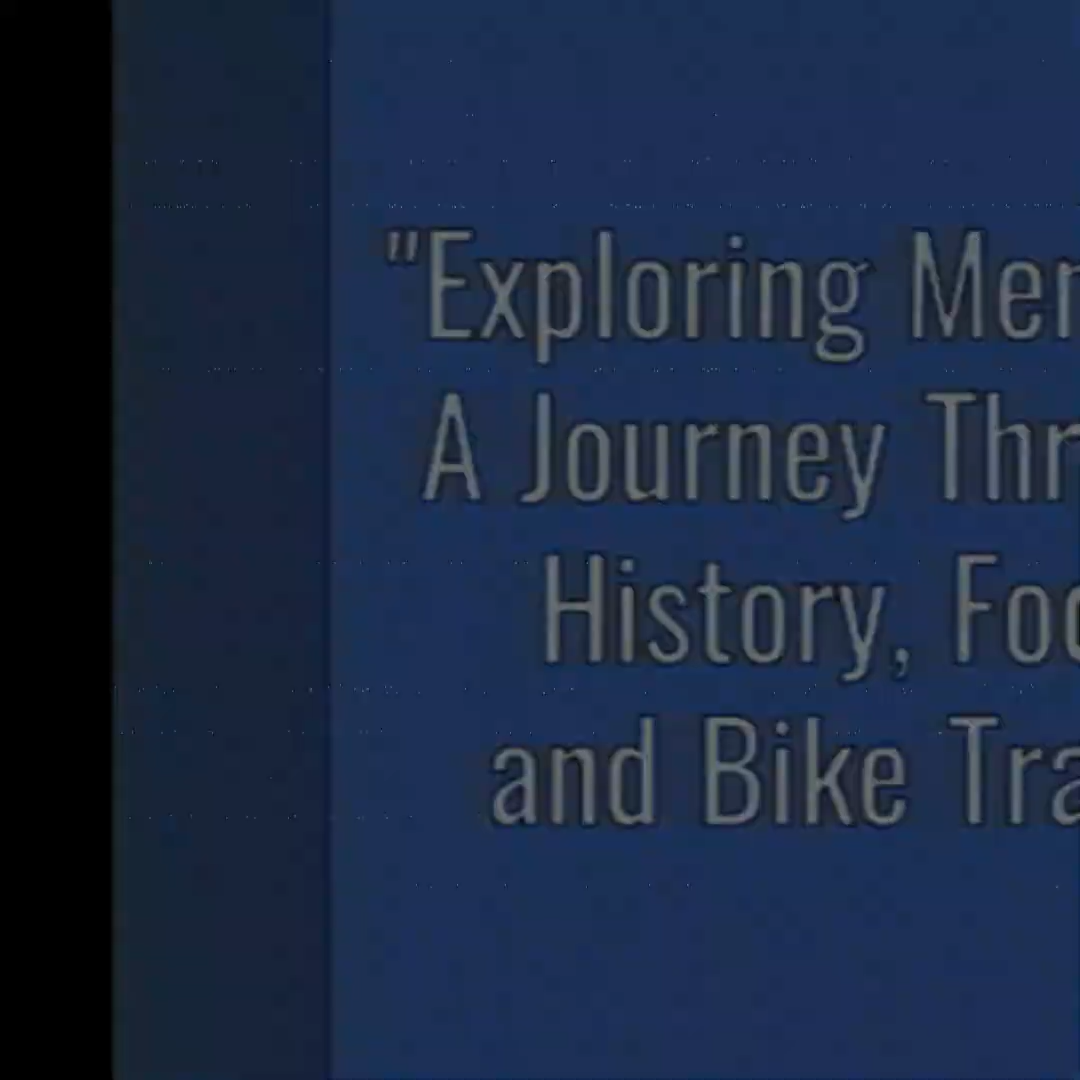 "Exploring Mer
A Journey Thr
History, Foo
and Bike Tra